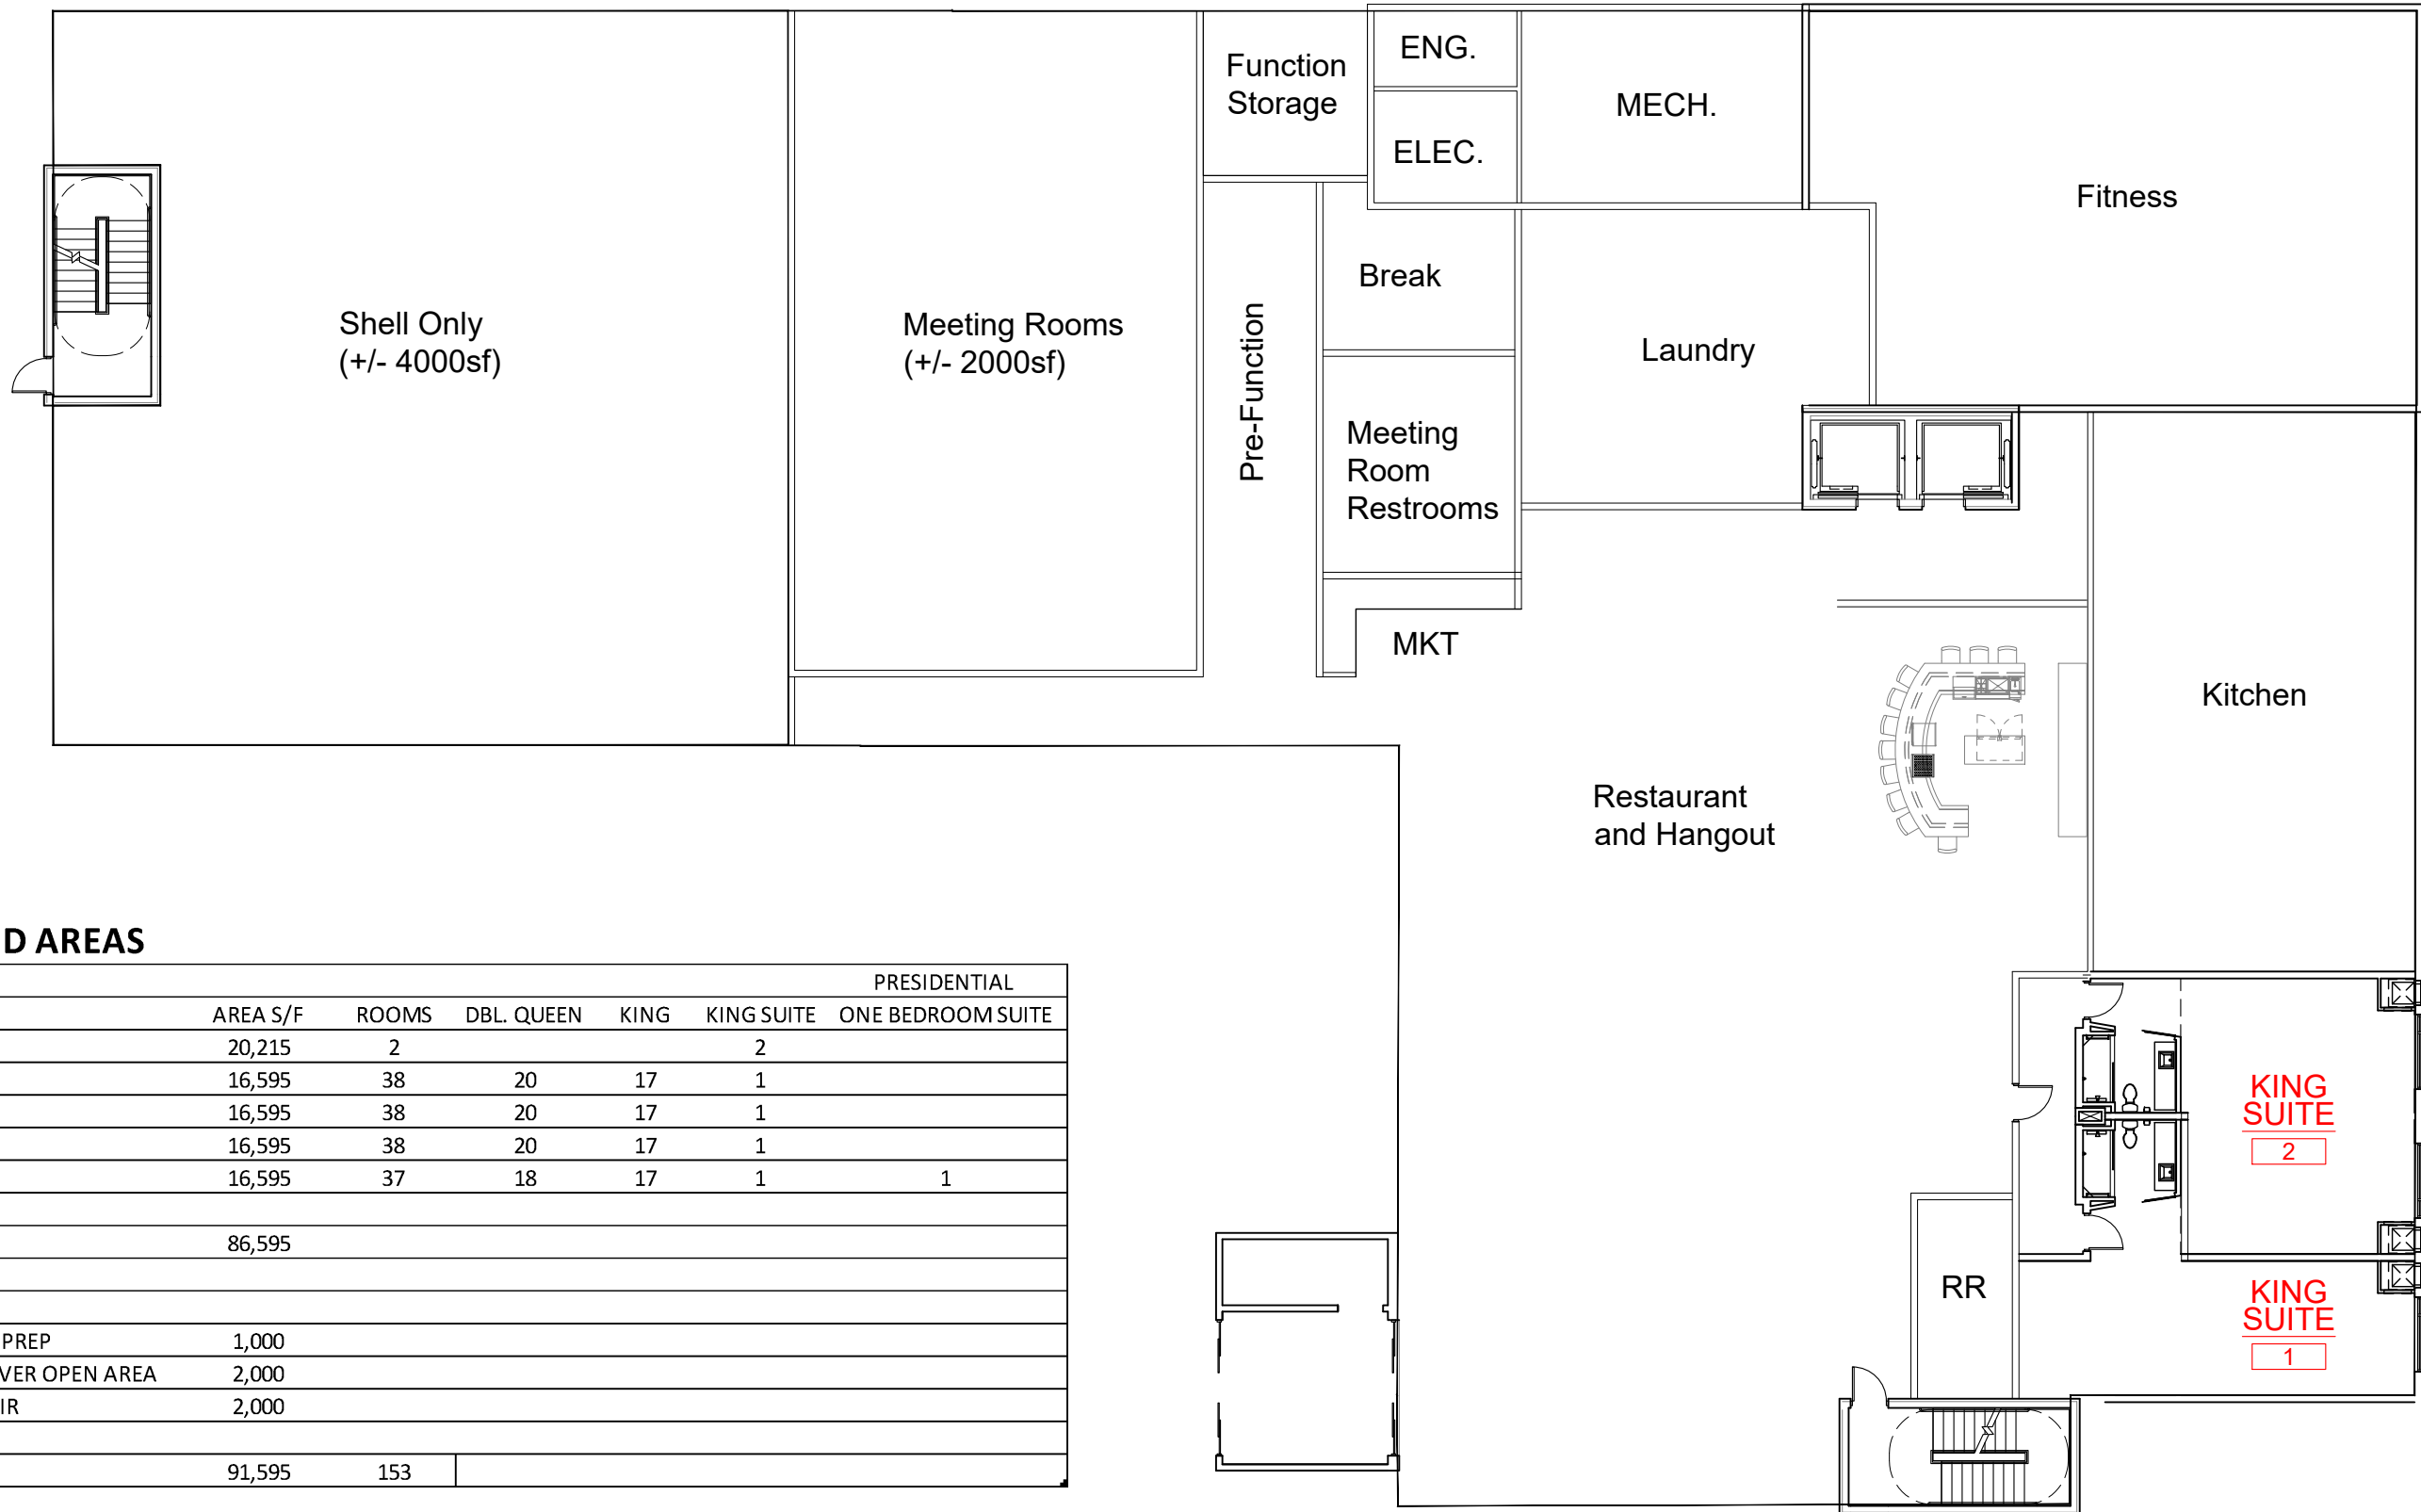 Function
Storage
ENG.
ELEC.
MECH.
Fitness
Shell Only
(+/- 4000sf)
Meeting Rooms
(+/- 2000sf)
Pre-Function
Break
Laundry
Meeting
Room
Restrooms
MKT
Kitchen
Restaurant
and Hangout
KING
SUITE
2
KING
SUITE
1
RR
D AREAS
PRESIDENTIAL
AREA S/F ROOMS DBL. QUEEN KING KING SUITE ONE BEDROOM SUITE
20,215 2 2
16,595 38 20 17 1
16,595 38 20 17 1
16,595 38 20 17 1
16,595 37 18 17 1 1
86,595
PREP 1,000
VER OPEN AREA 2,000
IR 2,000
91,595 153